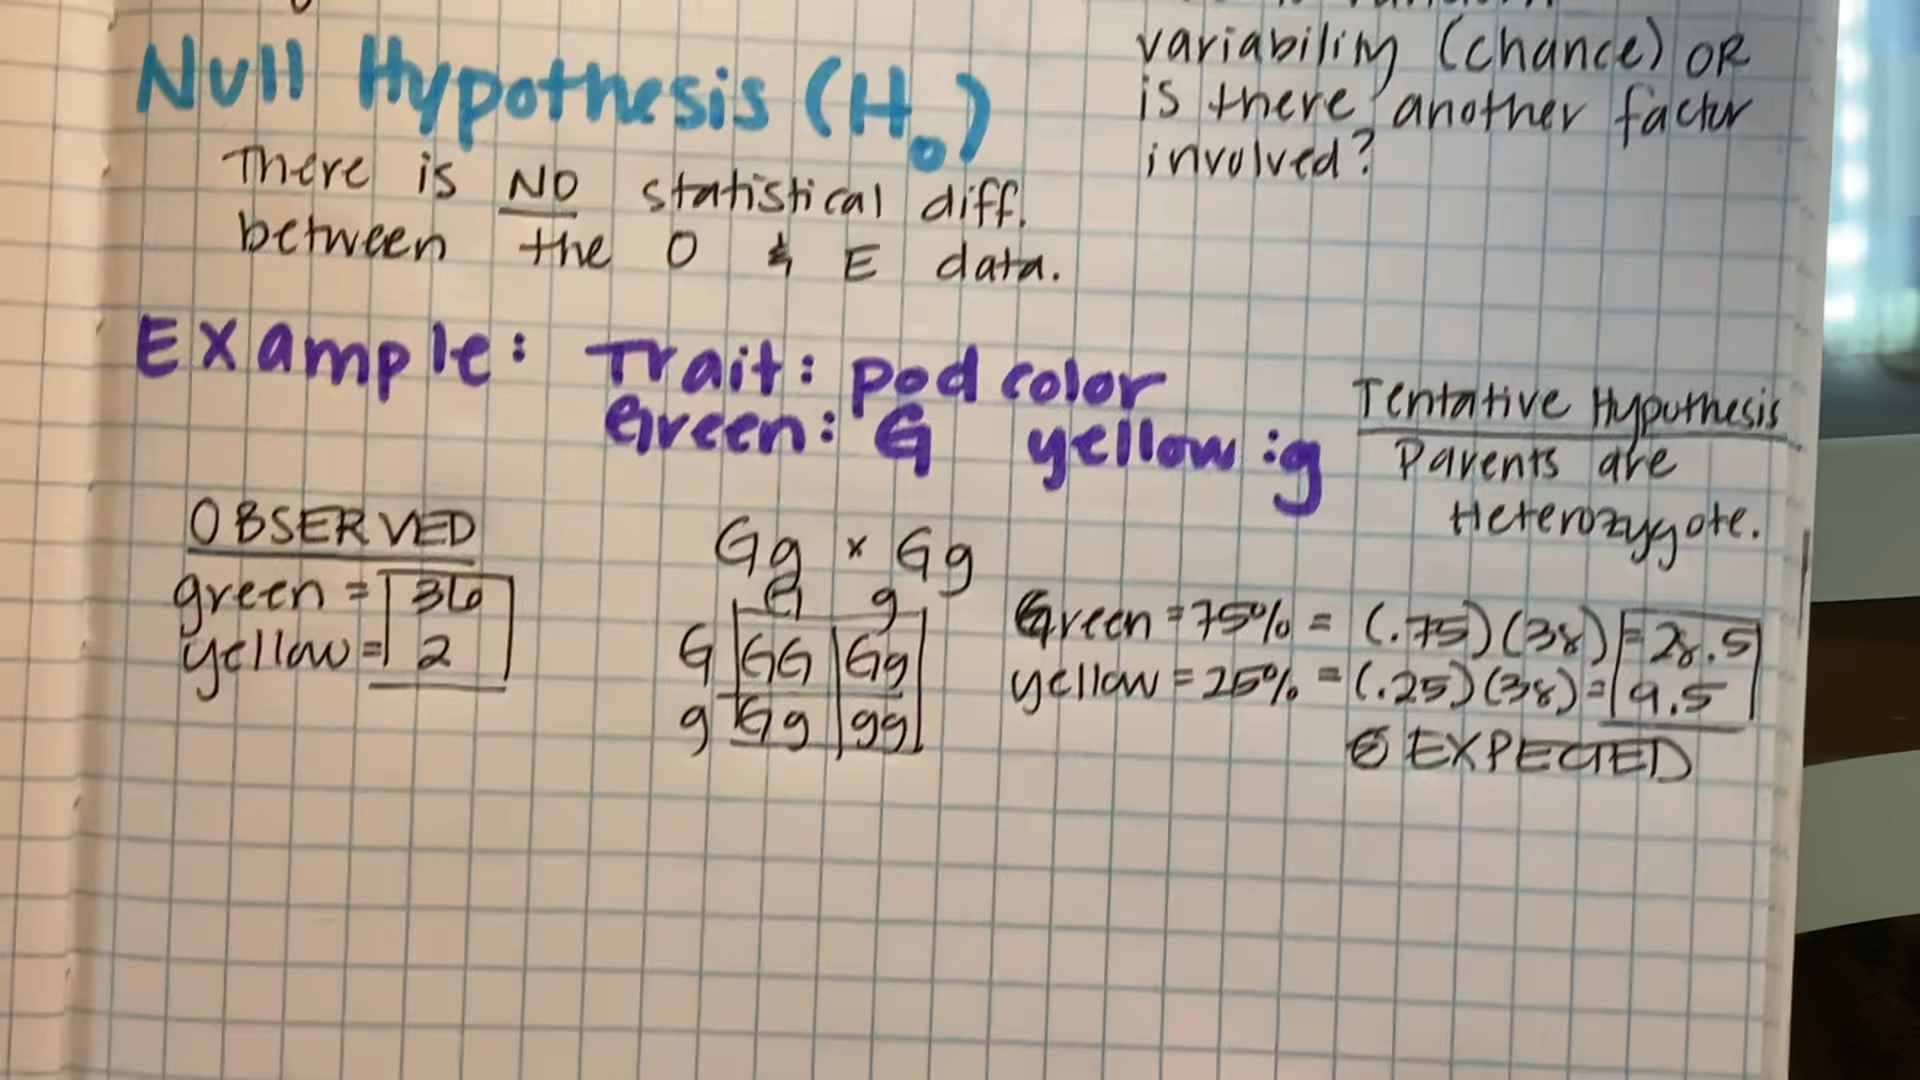 variability (chance) OR
is there another factor
involved?
Null Hypothesis (H₀)
There is NO statistical diff.
between the O & E data.
Example: Trait: pod color
Green: G yellow: g
Tentative Hypothesis
Parents are
Heterozygote.
OBSERVED
green = 36
yellow = 2
Gg x Gg
G g
G GG Gg
g Gg gg
Green = 75% = (.75)(38) = 28.5
yellow = 25% = (.25)(38) = 9.5
EXPECTED